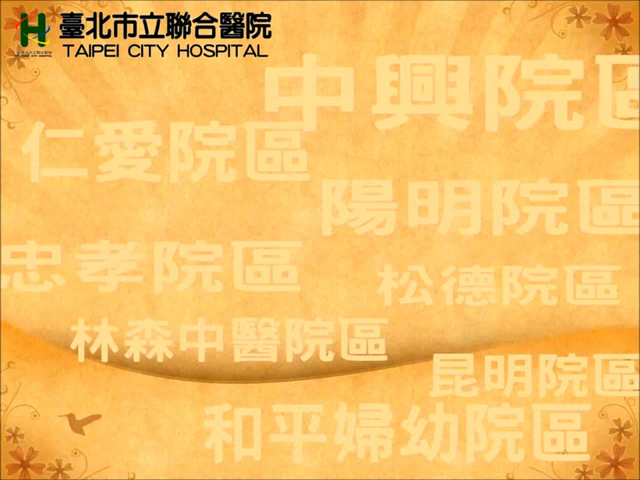 臺北市立聯合醫院
TAIPEI CITY HOSPITAL
中興院區
仁愛院區
陽明院區
忠孝院區
松德院區
林森中醫院區
昆明院區
和平婦幼院區